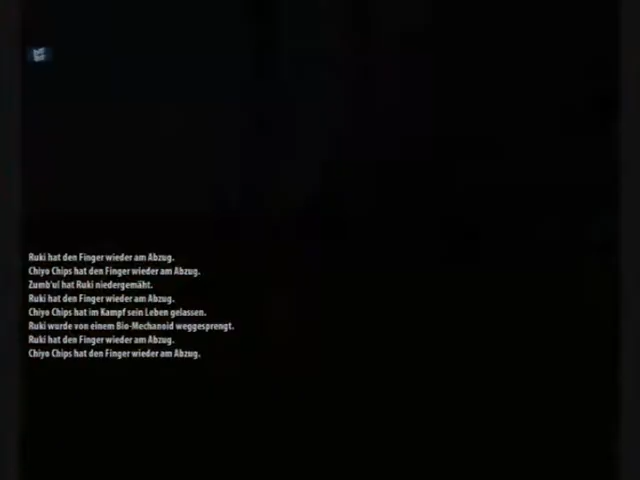 Ruki hat den Finger wieder am Abzug.
Chiyo Chips hat den Finger wieder am Abzug.
Zumb'ul hat Ruki niedergemäht.
Ruki hat den Finger wieder am Abzug.
Chiyo Chips hat im Kampf sein Leben gelassen.
Ruki wurde von einem Bio-Mechanoid weggesprengt.
Ruki hat den Finger wieder am Abzug.
Chiyo Chips hat den Finger wieder am Abzug.